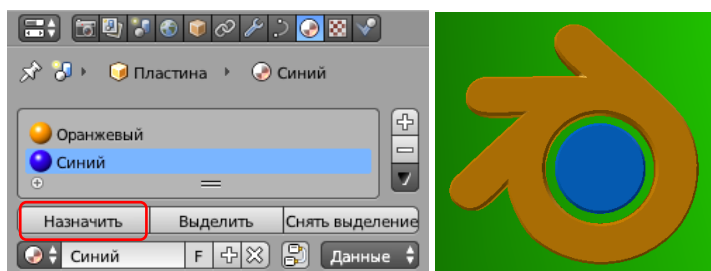 Пластина Синий
Оранжевый
Синий
Назначить Выделить Снять выделение
Синий F Данные